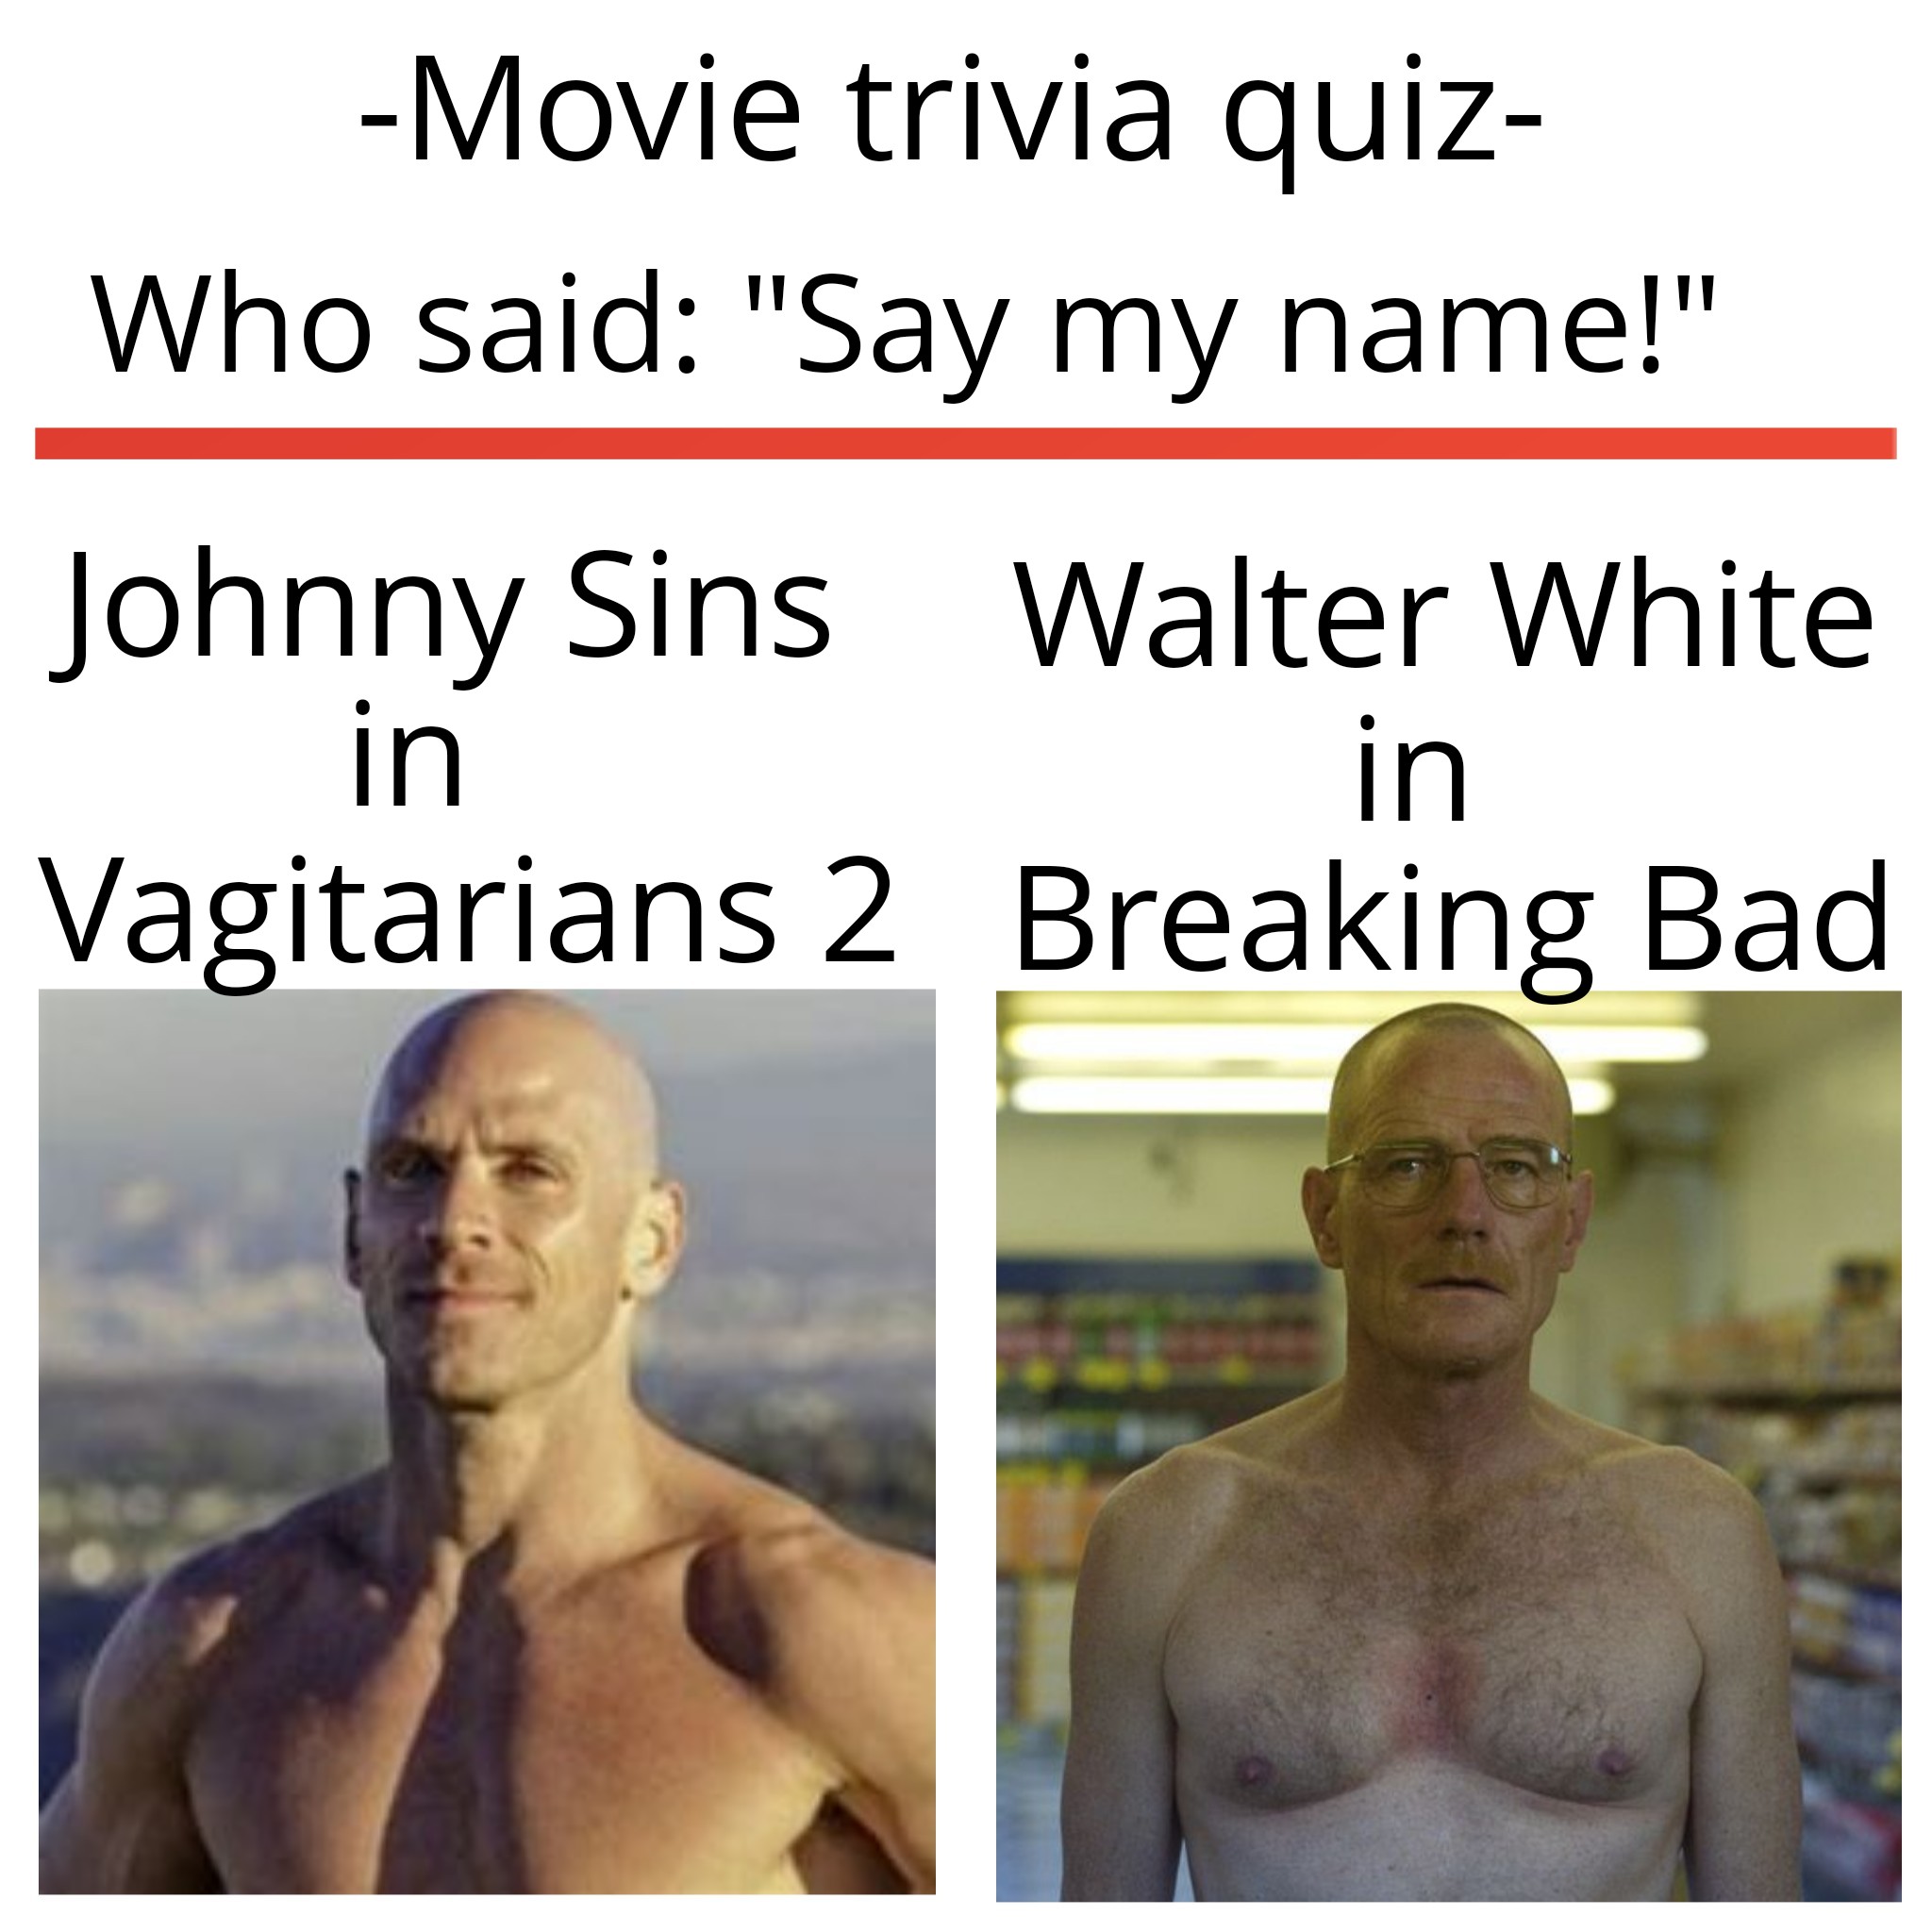 -Movie trivia quiz-
Who said: "Say my name!"
Johnny Sins
in
Vagitarians 2
Walter White
in
Breaking Bad